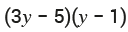 (3y − 5)(y − 1)